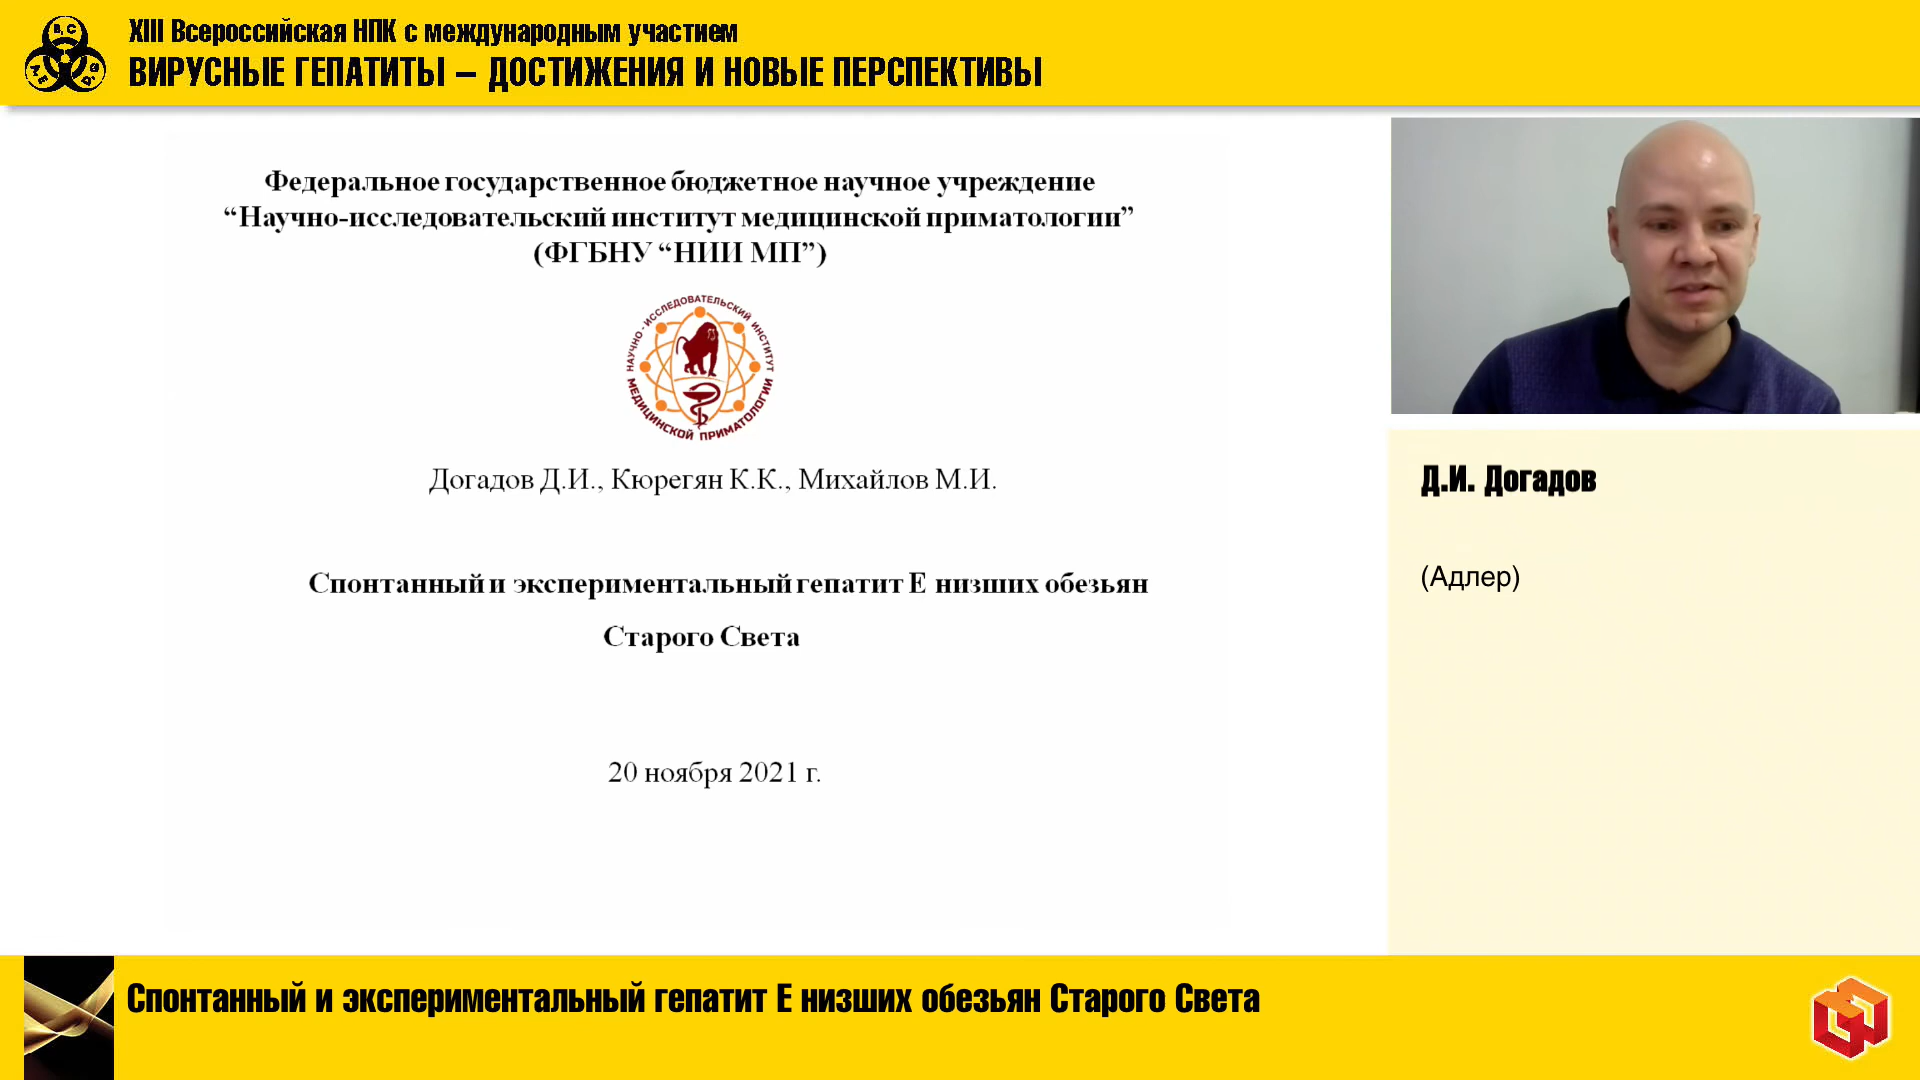 XIII Всероссийская НПК с международным участием
ВИРУСНЫЕ ГЕПАТИТЫ – ДОСТИЖЕНИЯ И НОВЫЕ ПЕРСПЕКТИВЫ
B, C
Федеральное государственное бюджетное научное учреждение
“Научно-исследовательский институт медицинской приматологии”
(ФГБНУ “НИИ МП”)
НАУЧНО - ИССЛЕДОВАТЕЛЬСКИЙ ИНСТИТУТ
МЕДИЦИНСКОЙ ПРИМАТОЛОГИИ
Догадов Д.И., Кюрегян К.К., Михайлов М.И.
Спонтанный и экспериментальный гепатит Е низших обезьян
Старого Света
20 ноября 2021 г.
Д.И. Догадов
(Адлер)
Спонтанный и экспериментальный гепатит Е низших обезьян Старого Света